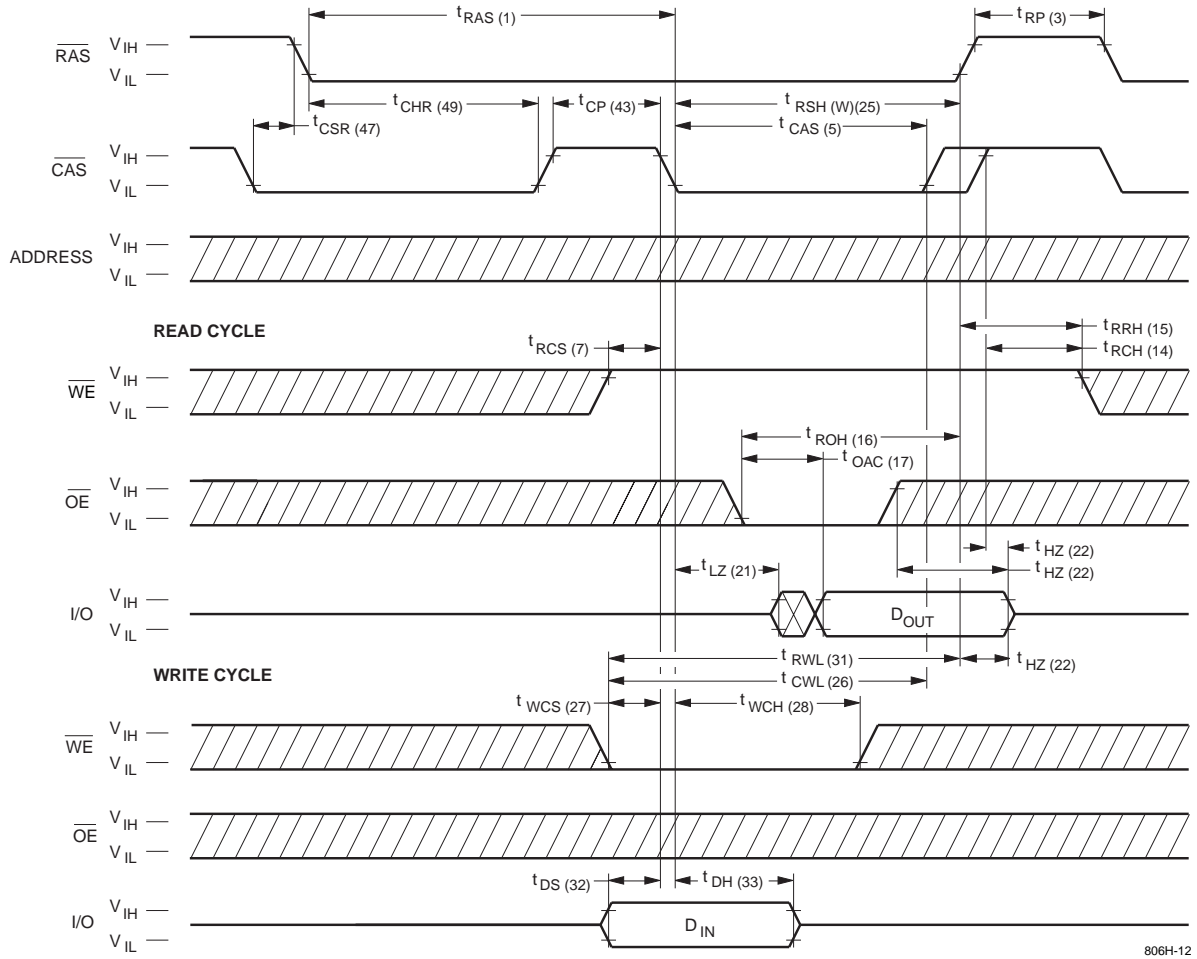 t RAS (1)
t RP (3)
RAS
V IH
V IL
t CHR (49)
t CP (43)
t RSH (W)(25)
t CSR (47)
t CAS (5)
CAS
V IH
V IL
ADDRESS
V IH
V IL
READ CYCLE
t RRH (15)
t RCS (7)
t RCH (14)
WE
V IH
V IL
t ROH (16)
t OAC (17)
OE
V IH
V IL
t HZ (22)
t LZ (21)
t HZ (22)
I/O
V IH
V IL
D OUT
t RWL (31)
t HZ (22)
WRITE CYCLE
t CWL (26)
t WCS (27)
t WCH (28)
WE
V IH
V IL
OE
V IH
V IL
t DS (32)
t DH (33)
I/O
V IH
V IL
D IN
806H-12